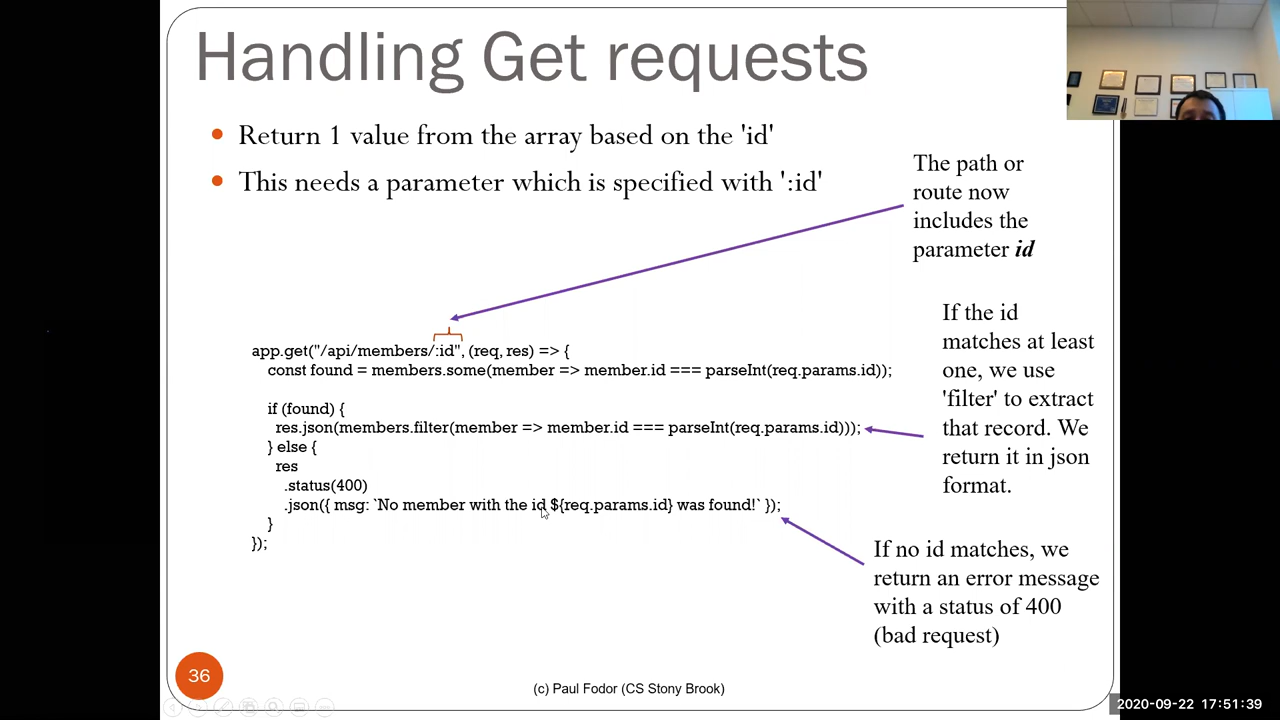 Handling Get requests
Return 1 value from the array based on the 'id'
This needs a parameter which is specified with ':id'
The path or
route now
includes the
parameter id
If the id
matches at least
one, we use
'filter' to extract
that record. We
return it in json
format.
app.get("/api/members/:id", (req, res) => {
const found = members.some(member => member.id === parseInt(req.params.id));
if (found) {
res.json(members.filter(member => member.id === parseInt(req.params.id)));
} else {
res
.status(400)
.json({ msg: `No member with the id ${req.params.id} was found!` });
}
});
If no id matches, we
return an error message
with a status of 400
(bad request)
36
(c) Paul Fodor (CS Stony Brook)
2020-09-22 17:51:39